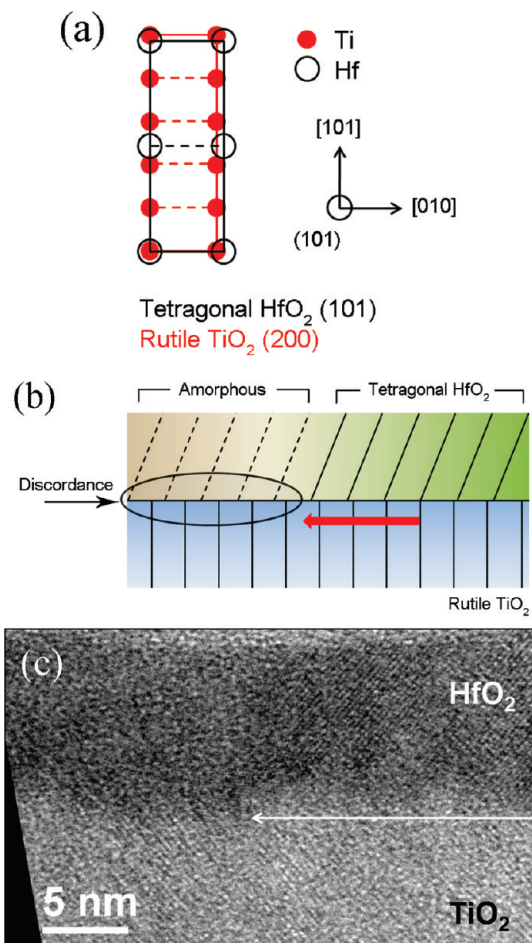 (a)
Ti
Hf
[101]
[010]
(101)
Tetragonal HfO₂ (101)
Rutile TiO₂ (200)
(b)
Amorphous
Tetragonal HfO₂
Discordance
Rutile TiO₂
(c)
HfO₂
5 nm
TiO₂